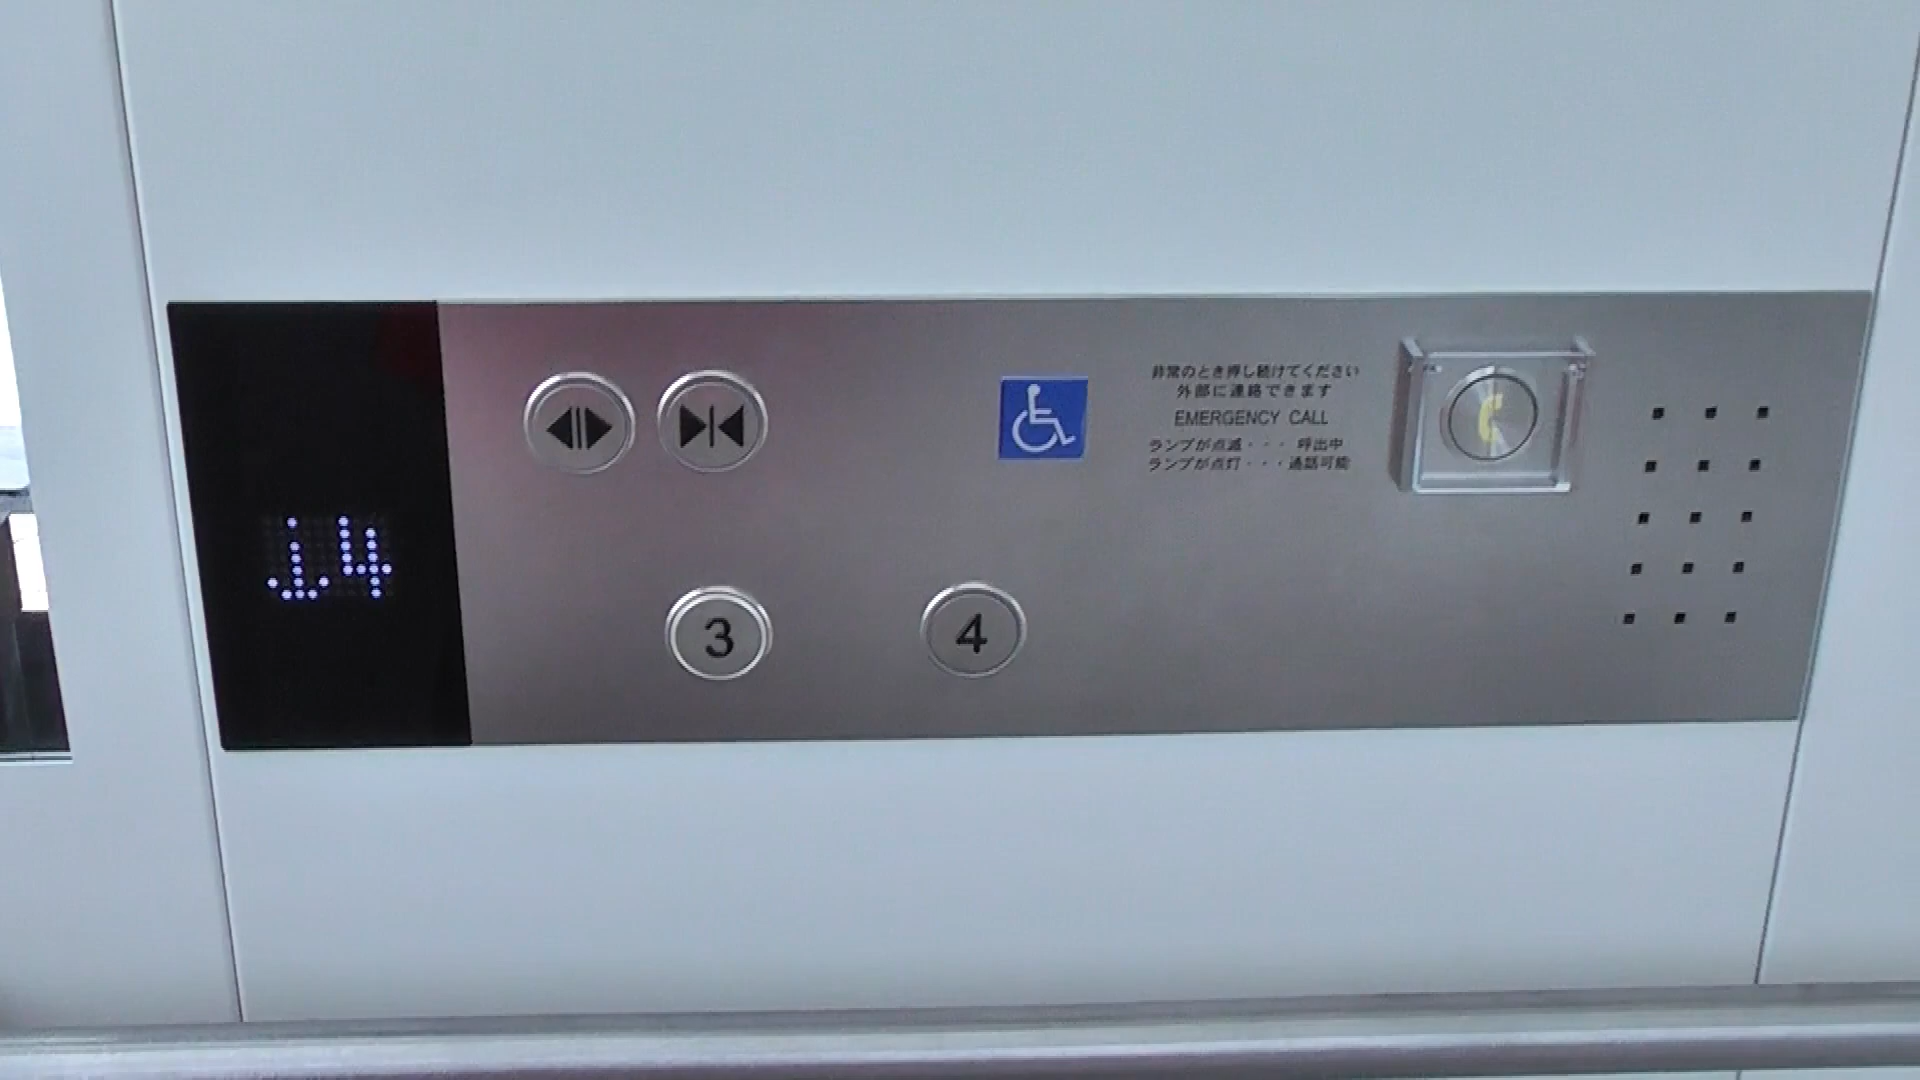 非常のとき押し続けてください
外部に連絡できます
EMERGENCY CALL
ランプが点滅・・・呼出中
ランプが点灯・・・通話可能
4
3
4